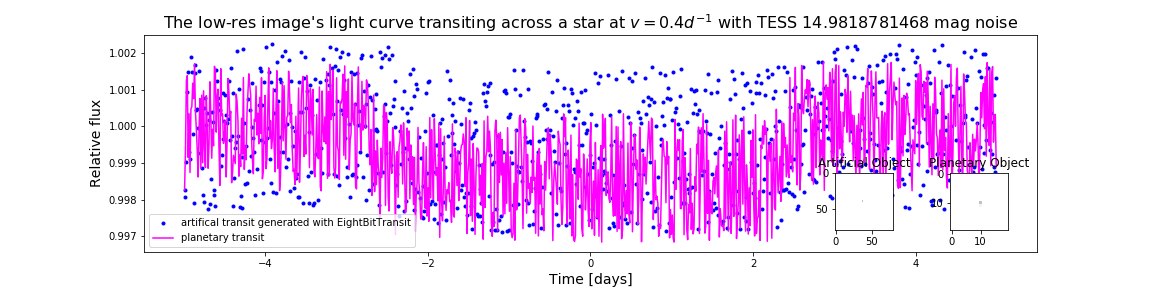 The low-res image's light curve transiting across a star at v = 0.4d⁻¹ with TESS 14.9818781468 mag noise
Relative flux
1.002
1.001
1.000
0.999
0.998
0.997
artifical transit generated with EightBitTransit
planetary transit
Artificial Object
0
50
0 50
Planetary Object
0
10
0 10
−4 −2 0 2 4
Time [days]